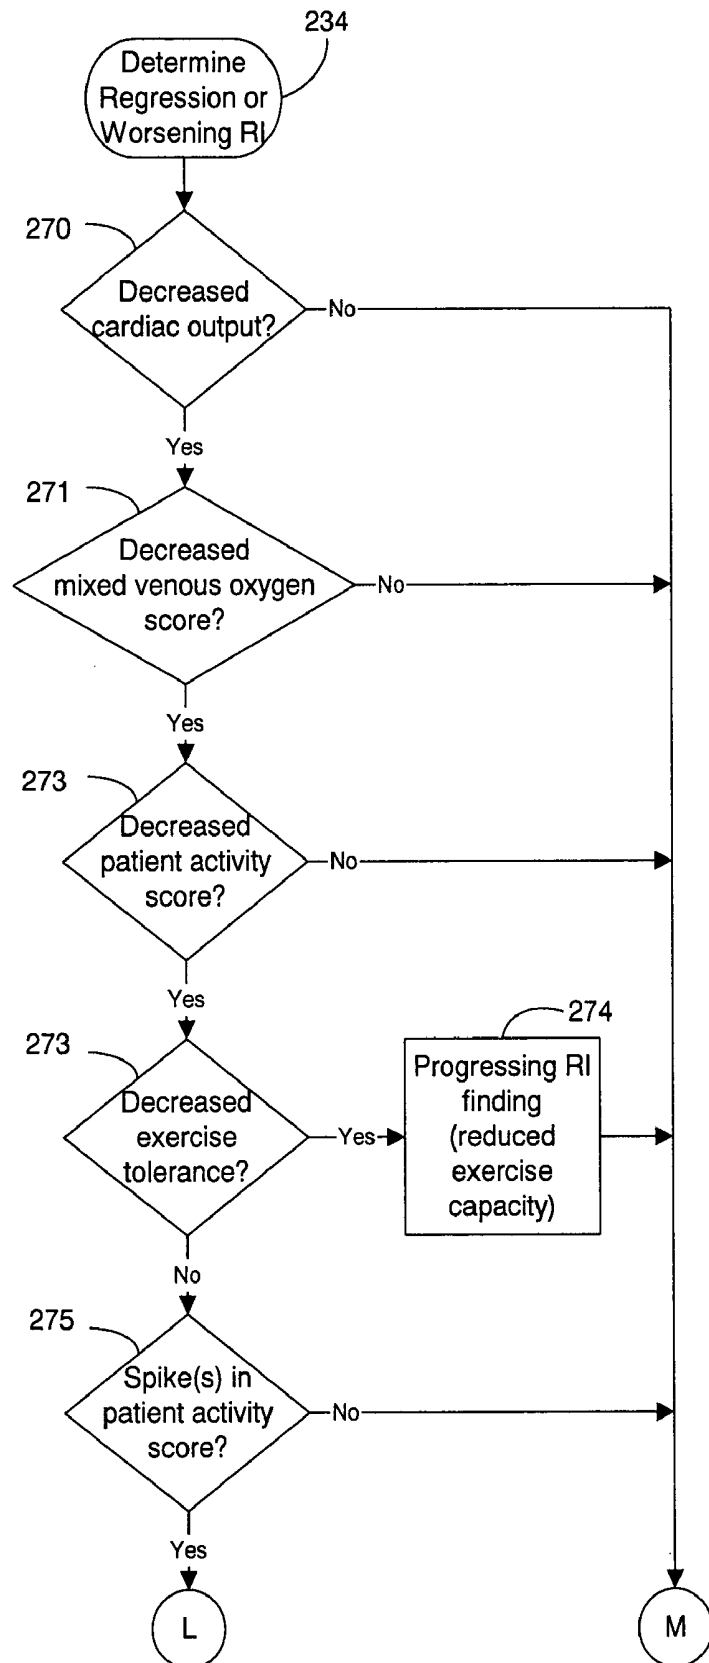 234
Determine
Regression or
Worsening RI
270
Decreased
cardiac output?
No
Yes
271
Decreased
mixed venous oxygen
score?
No
Yes
273
Decreased
patient activity
score?
No
Yes
273
Decreased
exercise
tolerance?
Yes
274
Progressing RI
finding
(reduced
exercise
capacity)
No
275
Spike(s) in
patient activity
score?
No
Yes
L
M